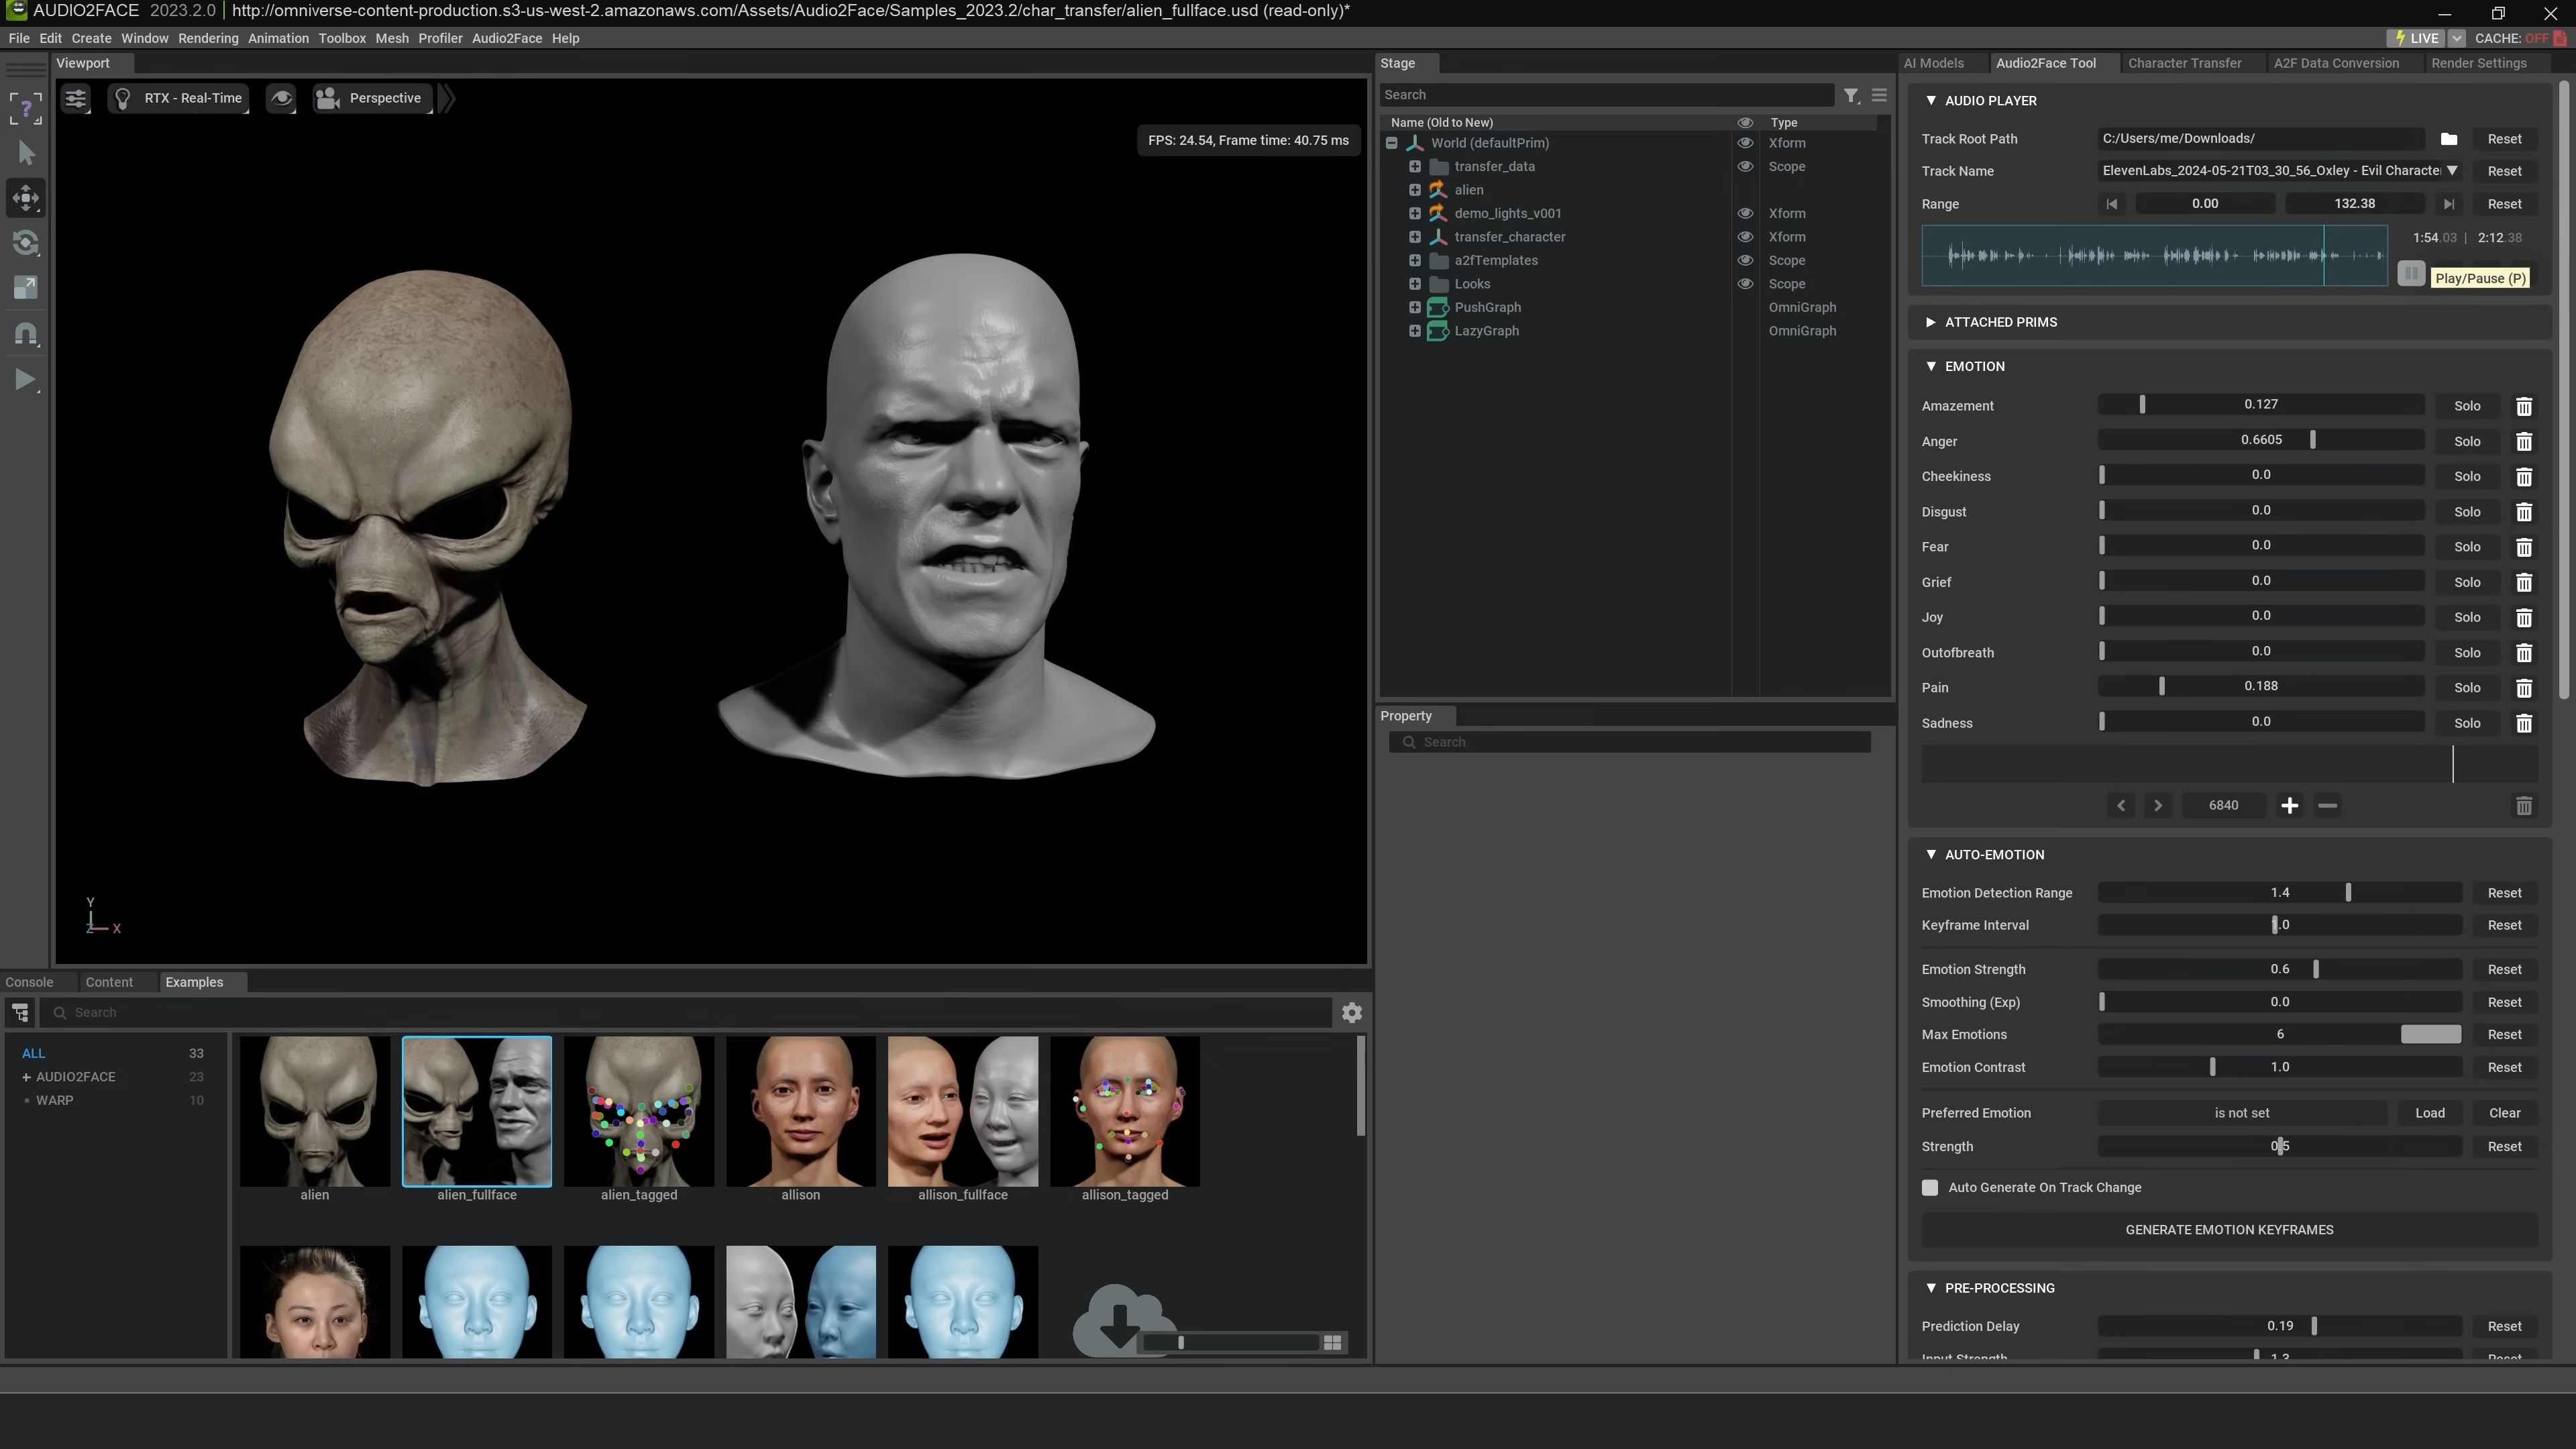 AUDIO2FACE 2023.2.0 http://omniverse-content-production.s3-us-west-2.amazonaws.com/Assets/Audio2Face/Samples_2023.2/char_transfer/alien_fullface.usd (read-only)*
File Edit Create Window Rendering Animation Toolbox Mesh Profiler Audio2Face Help
LIVE CACHE: OFF
Viewport
RTX - Real-Time
Perspective
FPS: 24.54, Frame time: 40.75 ms
Y
Z X
Stage
Search
Name (Old to New) Type
World (defaultPrim) Xform
transfer_data Scope
alien
demo_lights_v001 Xform
transfer_character Xform
a2fTemplates Scope
Looks Scope
PushGraph OmniGraph
LazyGraph OmniGraph
Property
Search
AI Models Audio2Face Tool Character Transfer A2F Data Conversion Render Settings
AUDIO PLAYER
Track Root Path C:/Users/me/Downloads/ Reset
Track Name ElevenLabs_2024-05-21T03_30_56_Oxley - Evil Character Reset
Range 0.00 132.38 Reset
1:54.03 | 2:12.38
Play/Pause (P)
ATTACHED PRIMS
EMOTION
Amazement 0.127 Solo
Anger 0.6605 Solo
Cheekiness 0.0 Solo
Disgust 0.0 Solo
Fear 0.0 Solo
Grief 0.0 Solo
Joy 0.0 Solo
Outofbreath 0.0 Solo
Pain 0.188 Solo
Sadness 0.0 Solo
6840
AUTO-EMOTION
Emotion Detection Range 1.4 Reset
Keyframe Interval 1.0 Reset
Emotion Strength 0.6 Reset
Smoothing (Exp) 0.0 Reset
Max Emotions 6 Reset
Emotion Contrast 1.0 Reset
Preferred Emotion is not set Load Clear
Strength 0.5 Reset
Auto Generate On Track Change
GENERATE EMOTION KEYFRAMES
PRE-PROCESSING
Prediction Delay 0.19 Reset
Input Strength 1.3 Reset
Console Content Examples
Search
ALL 33
+ AUDIO2FACE 23
WARP 10
alien
alien_fullface
alien_tagged
allison
allison_fullface
allison_tagged